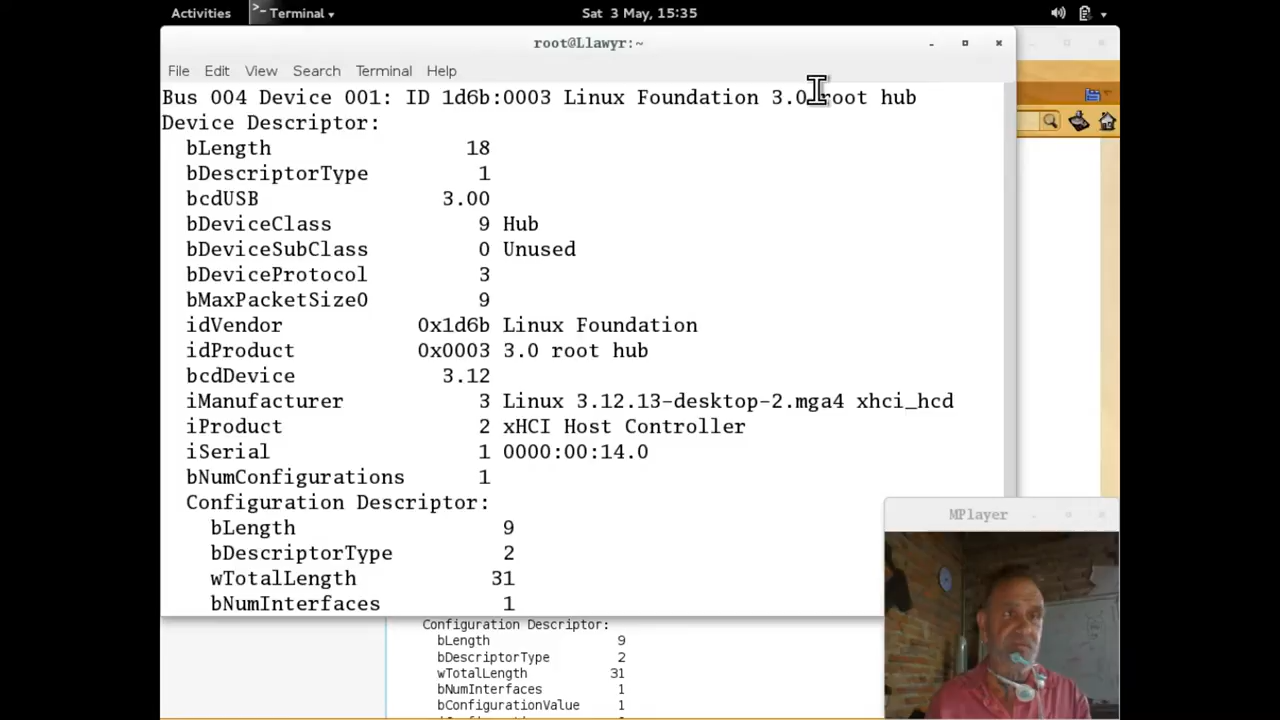 Activities Terminal Sat 3 May, 15:35
root@Llawyr:~
File Edit View Search Terminal Help
Bus 004 Device 001: ID 1d6b:0003 Linux Foundation 3.0 root hub
Device Descriptor:
bLength 18
bDescriptorType 1
bcdUSB 3.00
bDeviceClass 9 Hub
bDeviceSubClass 0 Unused
bDeviceProtocol 3
bMaxPacketSize0 9
idVendor 0x1d6b Linux Foundation
idProduct 0x0003 3.0 root hub
bcdDevice 3.12
iManufacturer 3 Linux 3.12.13-desktop-2.mga4 xhci_hcd
iProduct 2 xHCI Host Controller
iSerial 1 0000:00:14.0
bNumConfigurations 1
Configuration Descriptor:
bLength 9
bDescriptorType 2
wTotalLength 31
bNumInterfaces 1
MPlayer
Configuration Descriptor:
bLength 9
bDescriptorType 2
wTotalLength 31
bNumInterfaces 1
bConfigurationValue 1